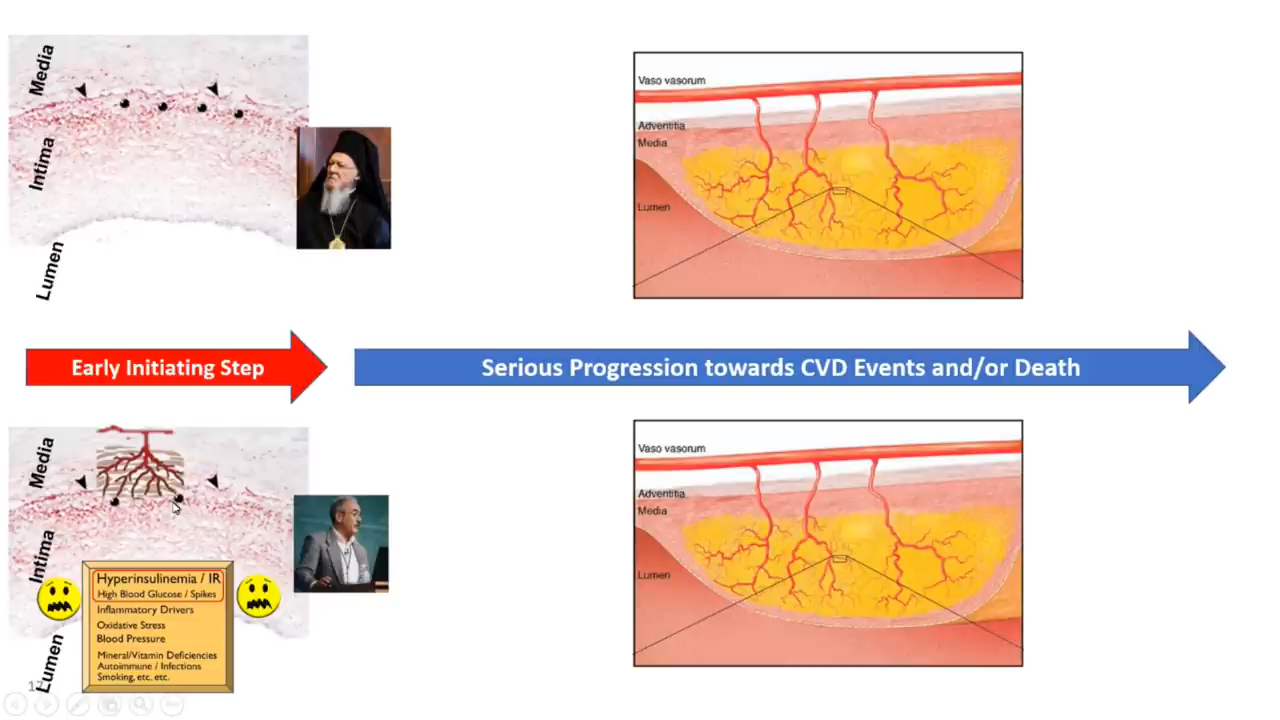 Media
Intima
Lumen
Vaso vasorum
Adventitia
Media
Lumen
Early Initiating Step
Serious Progression towards CVD Events and/or Death
Media
Intima
Lumen
Hyperinsulinemia / IR
High Blood Glucose / Spikes
Inflammatory Drivers
Oxidative Stress
Blood Pressure
Mineral/Vitamin Deficiencies
Autoimmune / Infections
Smoking, etc. etc.
Vaso vasorum
Adventitia
Media
Lumen